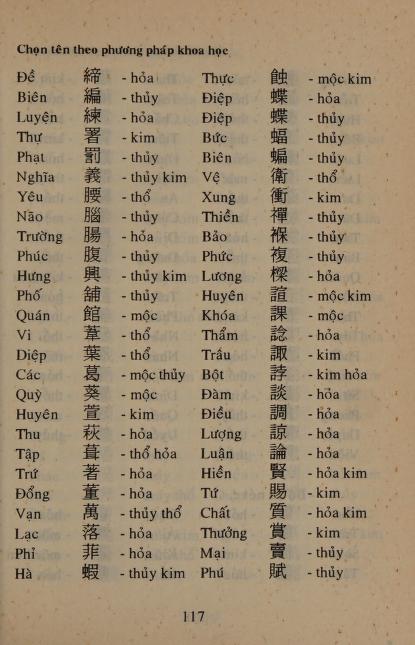 Chọn tên theo phương pháp khoa học
Đề 締 - hỏa Thực 蝕 - mộc kim
Biên 編 - thủy Điệp 蝶 - hỏa
Luyện 練 - hỏa Điệp 蝶 - thủy
Thự 署 - kim Bức 蝠 - thủy
Phạt 罰 - thủy Biên 蝙 - thủy
Nghĩa 義 - thủy kim Vệ 衛 - thổ
Yêu 腰 - thổ Xung 衝 - kim
Não 腦 - thủy Thiền 禪 - thủy
Trường 腸 - hỏa Bảo 褓 - thủy
Phúc 腹 - thủy Phức 複 - thủy
Hưng 興 - thủy kim Lương 樑 - hỏa
Phố 舖 - thủy Huyên 諠 - mộc kim
Quán 館 - mộc Khóa 課 - mộc
Vi 葦 - thổ Thẩm 諗 - hỏa
Diệp 葉 - thổ Trâu 諏 - kim
Các 葛 - mộc thủy Bột 誖 - kim hỏa
Quỳ 葵 - mộc Đàm 談 - hỏa
Huyên 萱 - kim Điều 調 - hỏa
Thu 萩 - hỏa Lượng 諒 - hỏa
Tập 葺 - thổ hỏa Luận 論 - hỏa
Trứ 著 - hỏa Hiền 賢 - hỏa kim
Đổng 董 - hỏa Tứ 賜 - kim
Vạn 萬 - thủy thổ Chất 質 - hỏa kim
Lạc 落 - hỏa Thưởng 賞 - kim
Phỉ 菲 - hỏa Mại 賣 - thủy
Hà 蝦 - thủy kim Phú 賦 - thủy
117